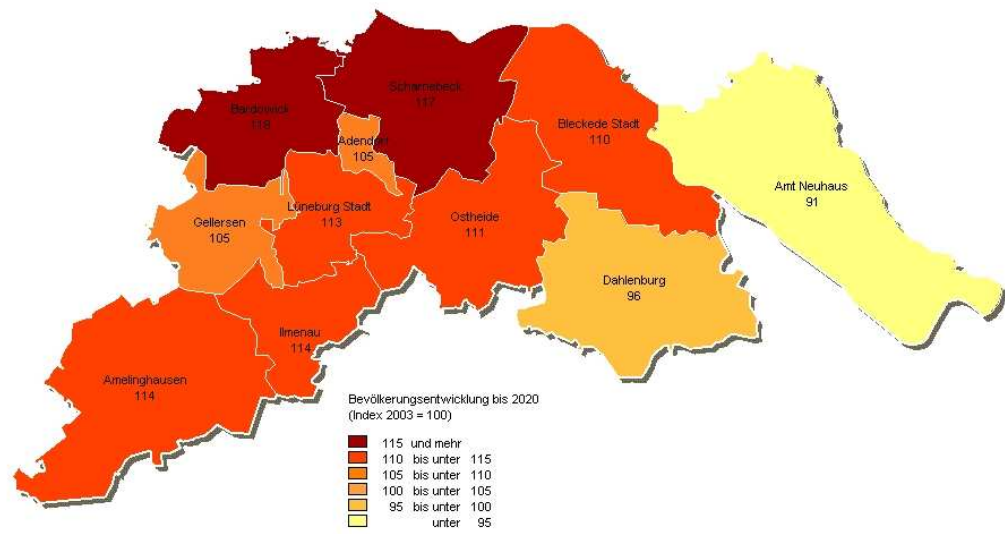 Scharnebeck
117
Bardowick
118
Bleckede Stadt
110
Adendorf
105
Amt Neuhaus
91
Lüneburg Stadt
113
Ostheide
111
Gellersen
105
Dahlenburg
96
Ilmenau
114
Amelinghausen
114
Bevölkerungsentwicklung bis 2020
(Index 2003 = 100)
115 und mehr
110 bis unter 115
105 bis unter 110
100 bis unter 105
95 bis unter 100
unter 95